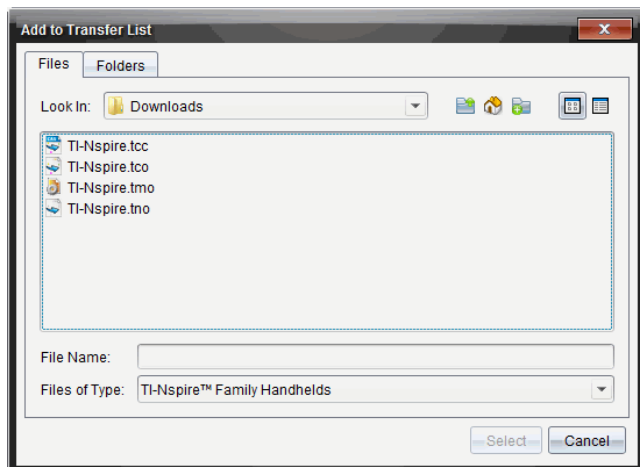 Add to Transfer List
Files Folders
Look In: Downloads
TI-Nspire.tcc
TI-Nspire.tco
TI-Nspire.tmo
TI-Nspire.tno
File Name:
Files of Type: TI-Nspire™ Family Handhelds
Select Cancel